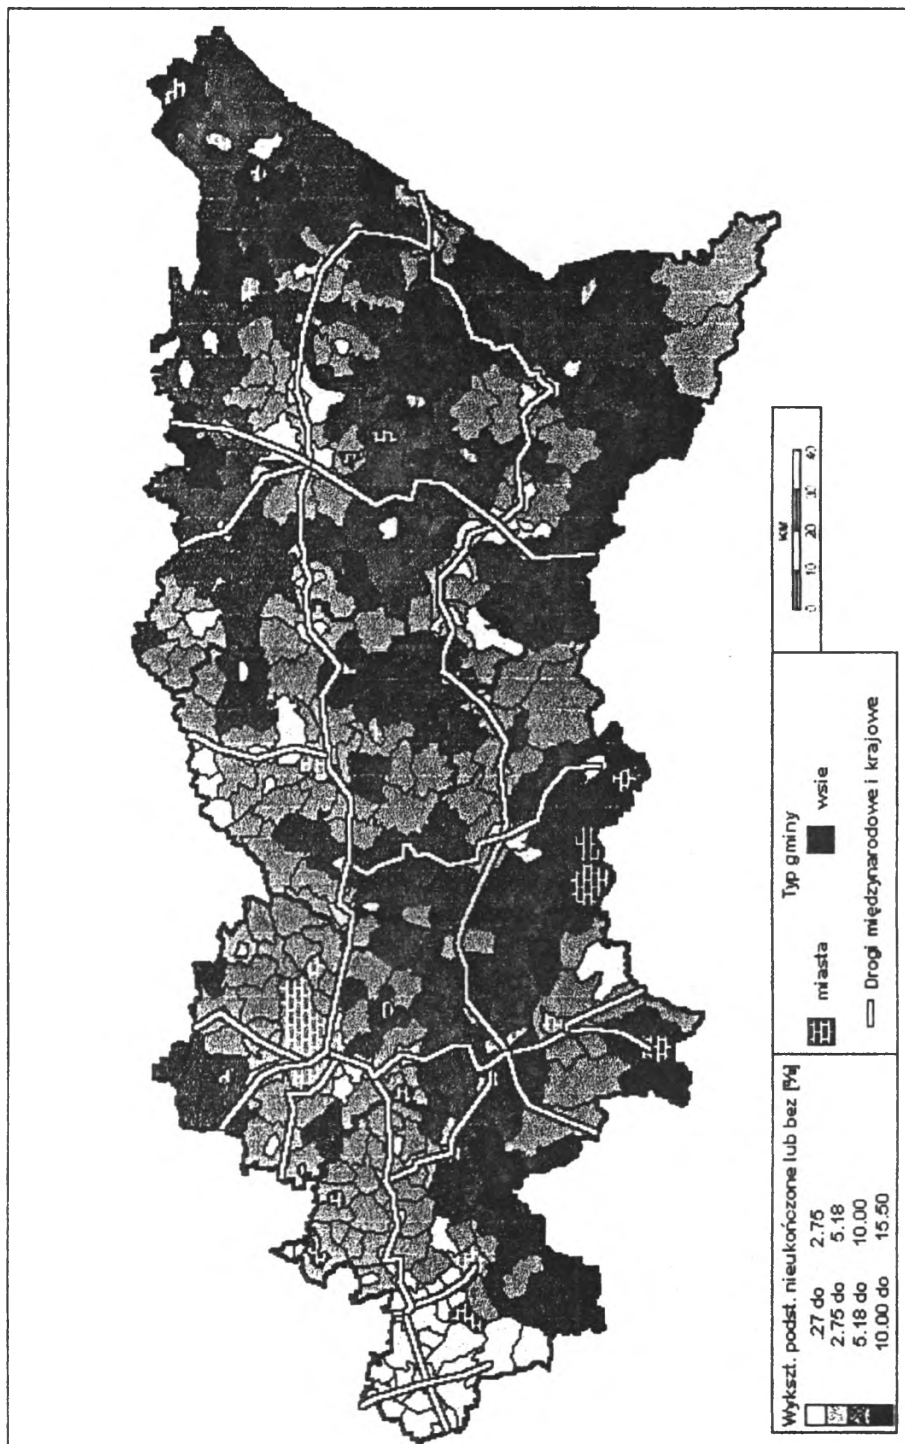 Wykszt. podst. nieukończone lub bez [%]
.27 do 2.75
2.75 do 5.18
5.18 do 10.00
10.00 do 15.50
Typ gminy
miasta
wsie
Drogi międzynarodowe i krajowe
KM
0 10 20 30 40